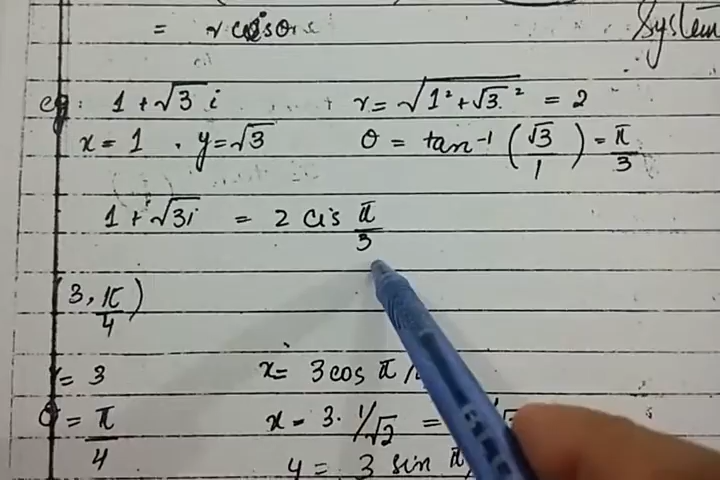 System
= r cisθ
eg: 1 + √3 i r = √1² + √3² = 2
x = 1 , y = √3 θ = tan⁻¹ (√3/1) = π/3
1 + √3i = 2 cis π/3
(3, π/4)
r = 3 x = 3 cos π/
θ = π/4 x = 3. 1/√2 =
y = 3 sin π/